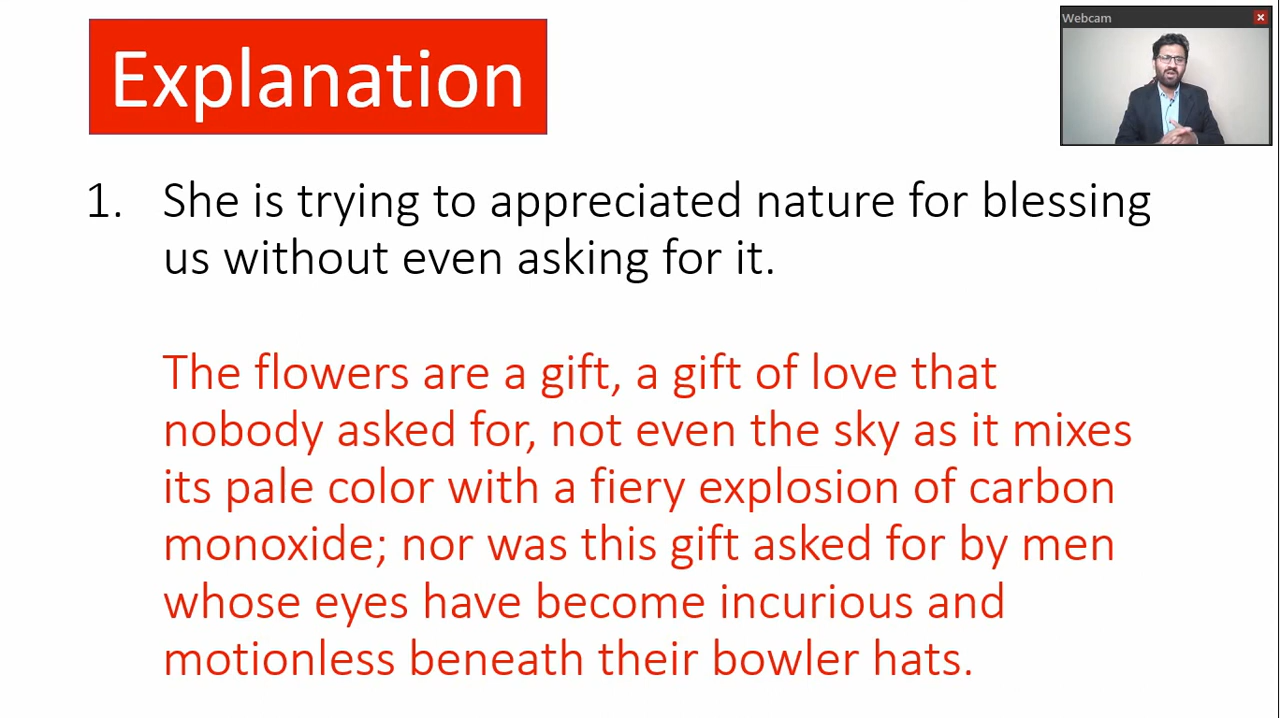 Explanation
Webcam
1. She is trying to appreciated nature for blessing
us without even asking for it.
The flowers are a gift, a gift of love that
nobody asked for, not even the sky as it mixes
its pale color with a fiery explosion of carbon
monoxide; nor was this gift asked for by men
whose eyes have become incurious and
motionless beneath their bowler hats.